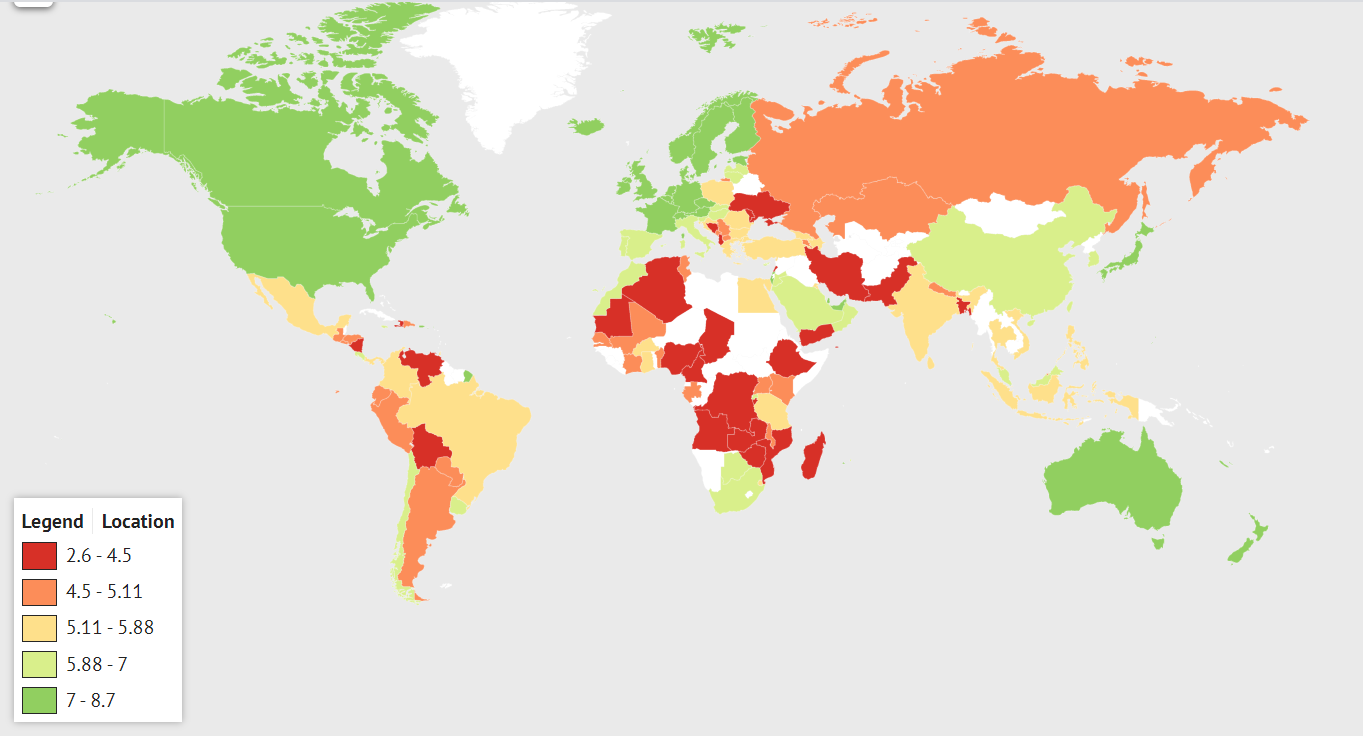 Legend Location
2.6 - 4.5
4.5 - 5.11
5.11 - 5.88
5.88 - 7
7 - 8.7